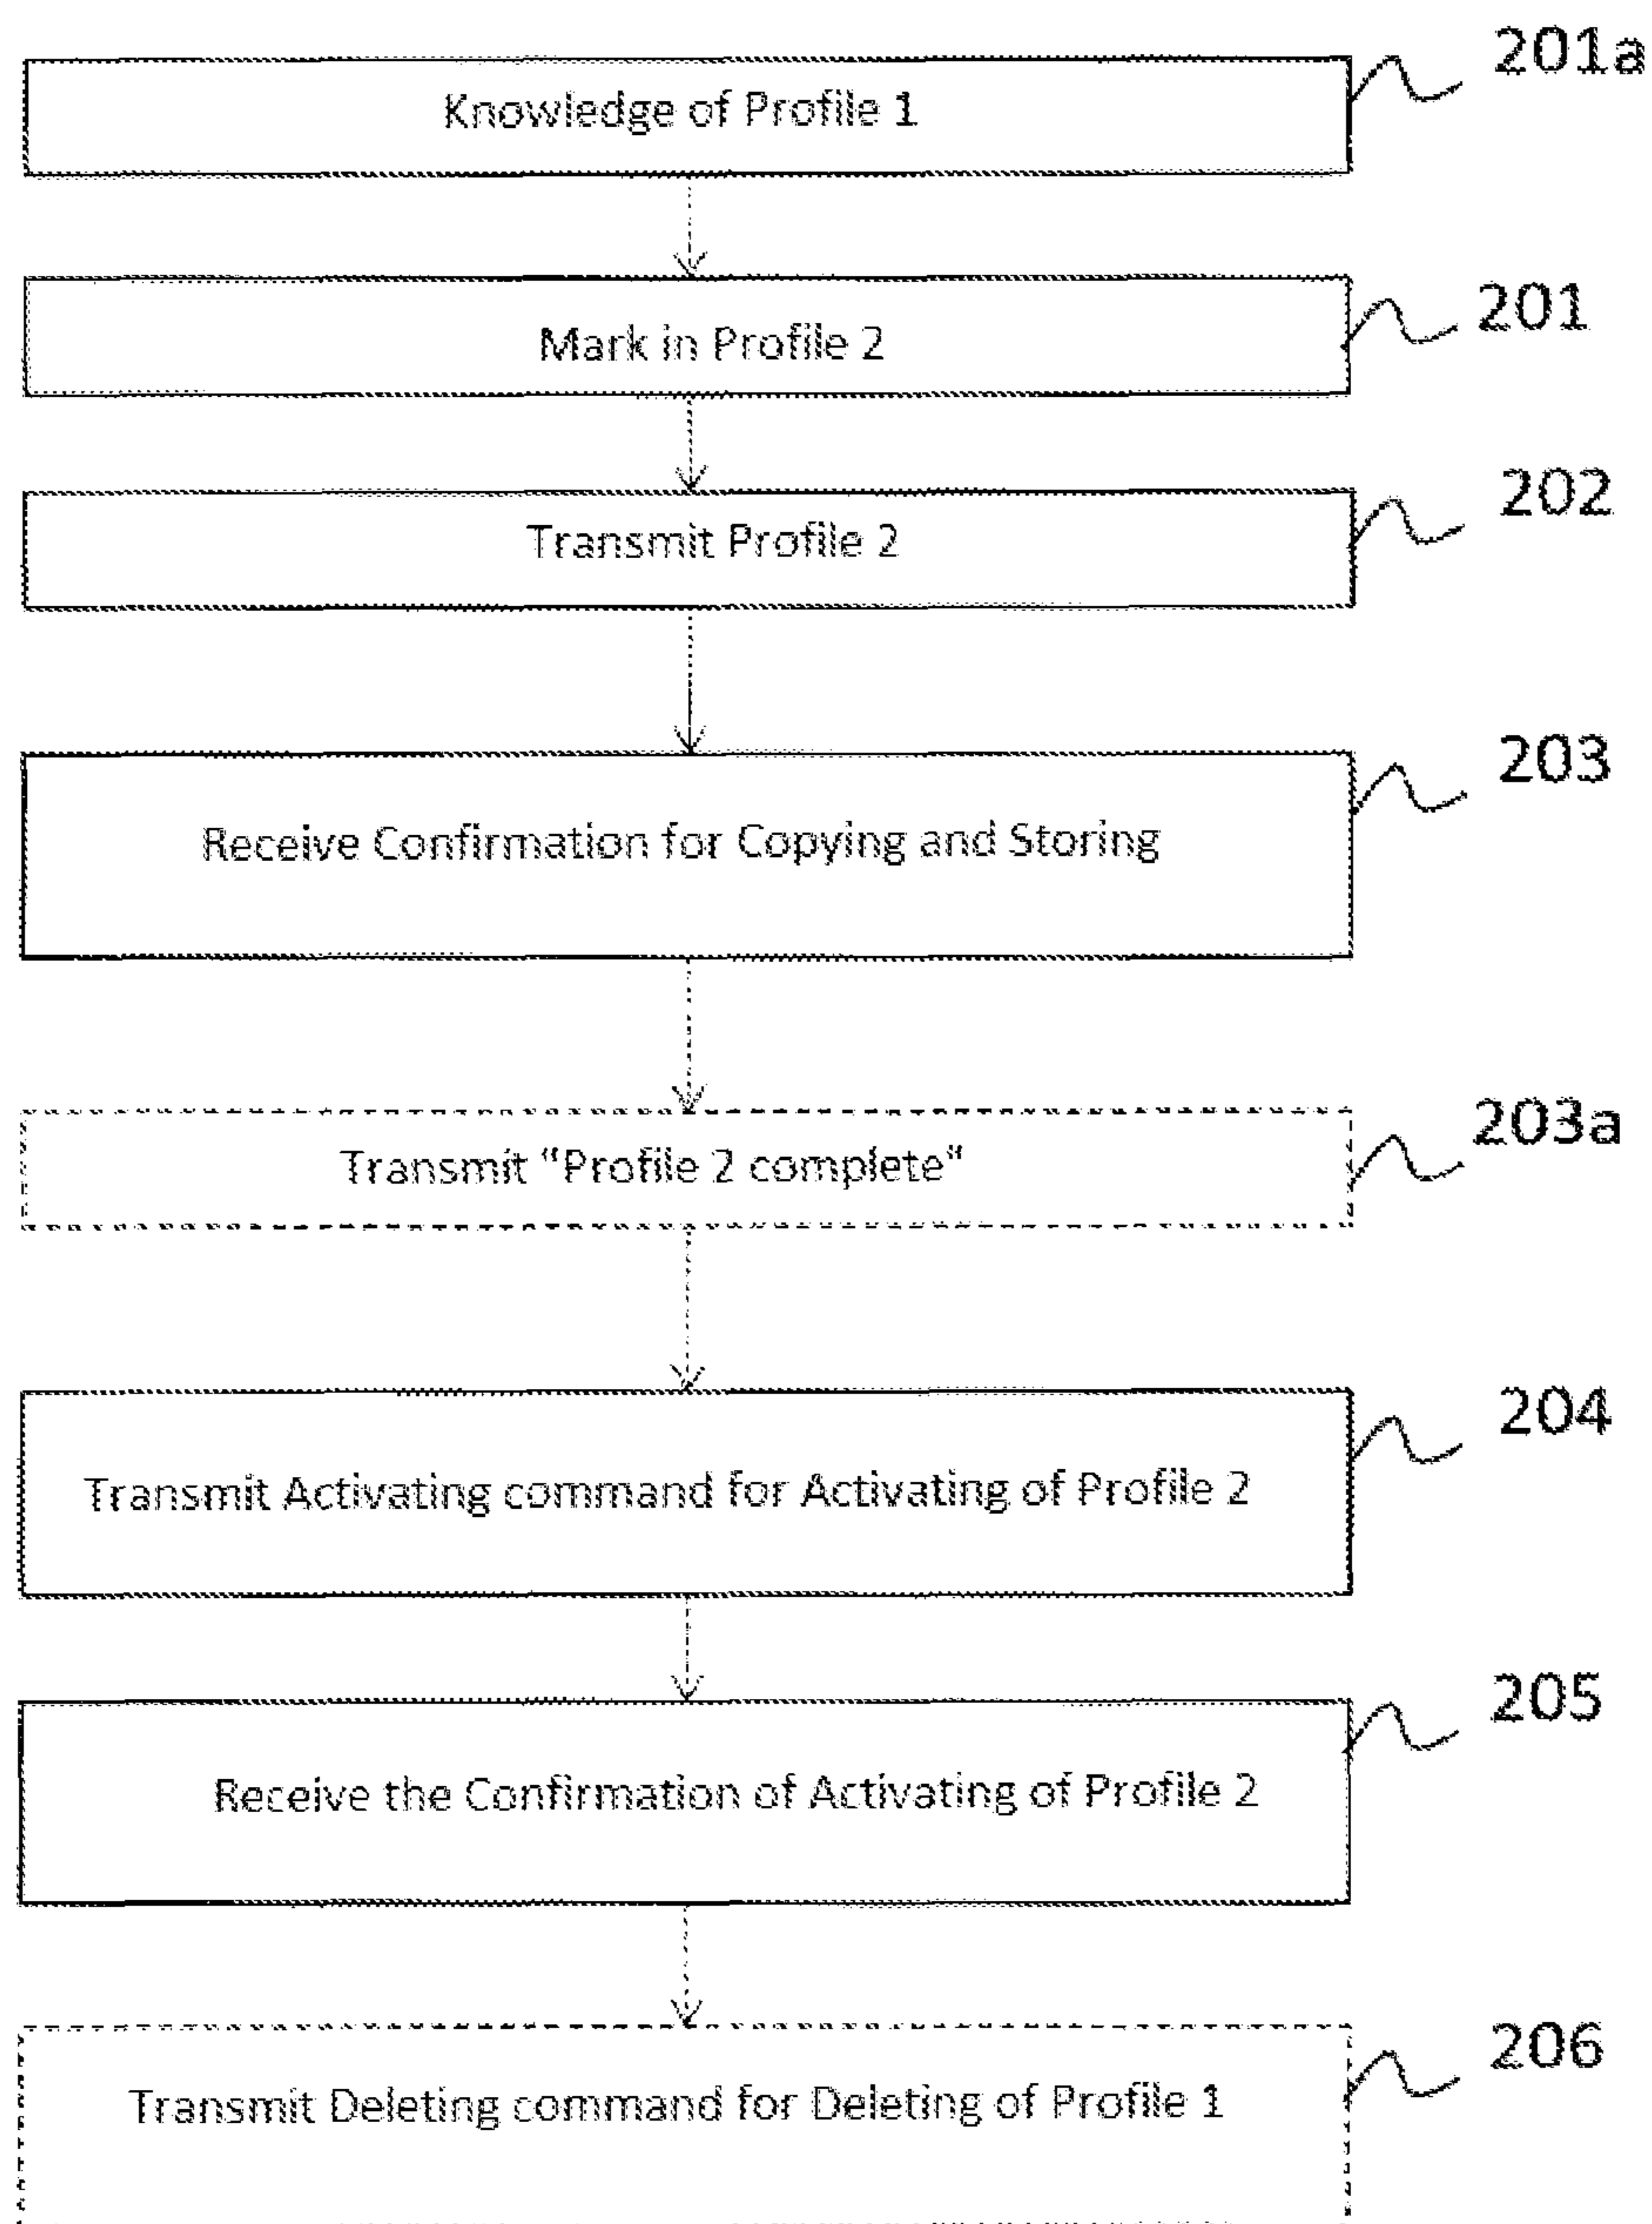 201a
Knowledge of Profile 1
201
Mark in Profile 2
202
Transmit Profile 2
203
Receive Confirmation for Copying and Storing
203a
Transmit "Profile 2 complete"
204
Transmit Activating command for Activating of Profile 2
205
Receive the Confirmation of Activating of Profile 2
206
Transmit Deleting command for Deleting of Profile 1